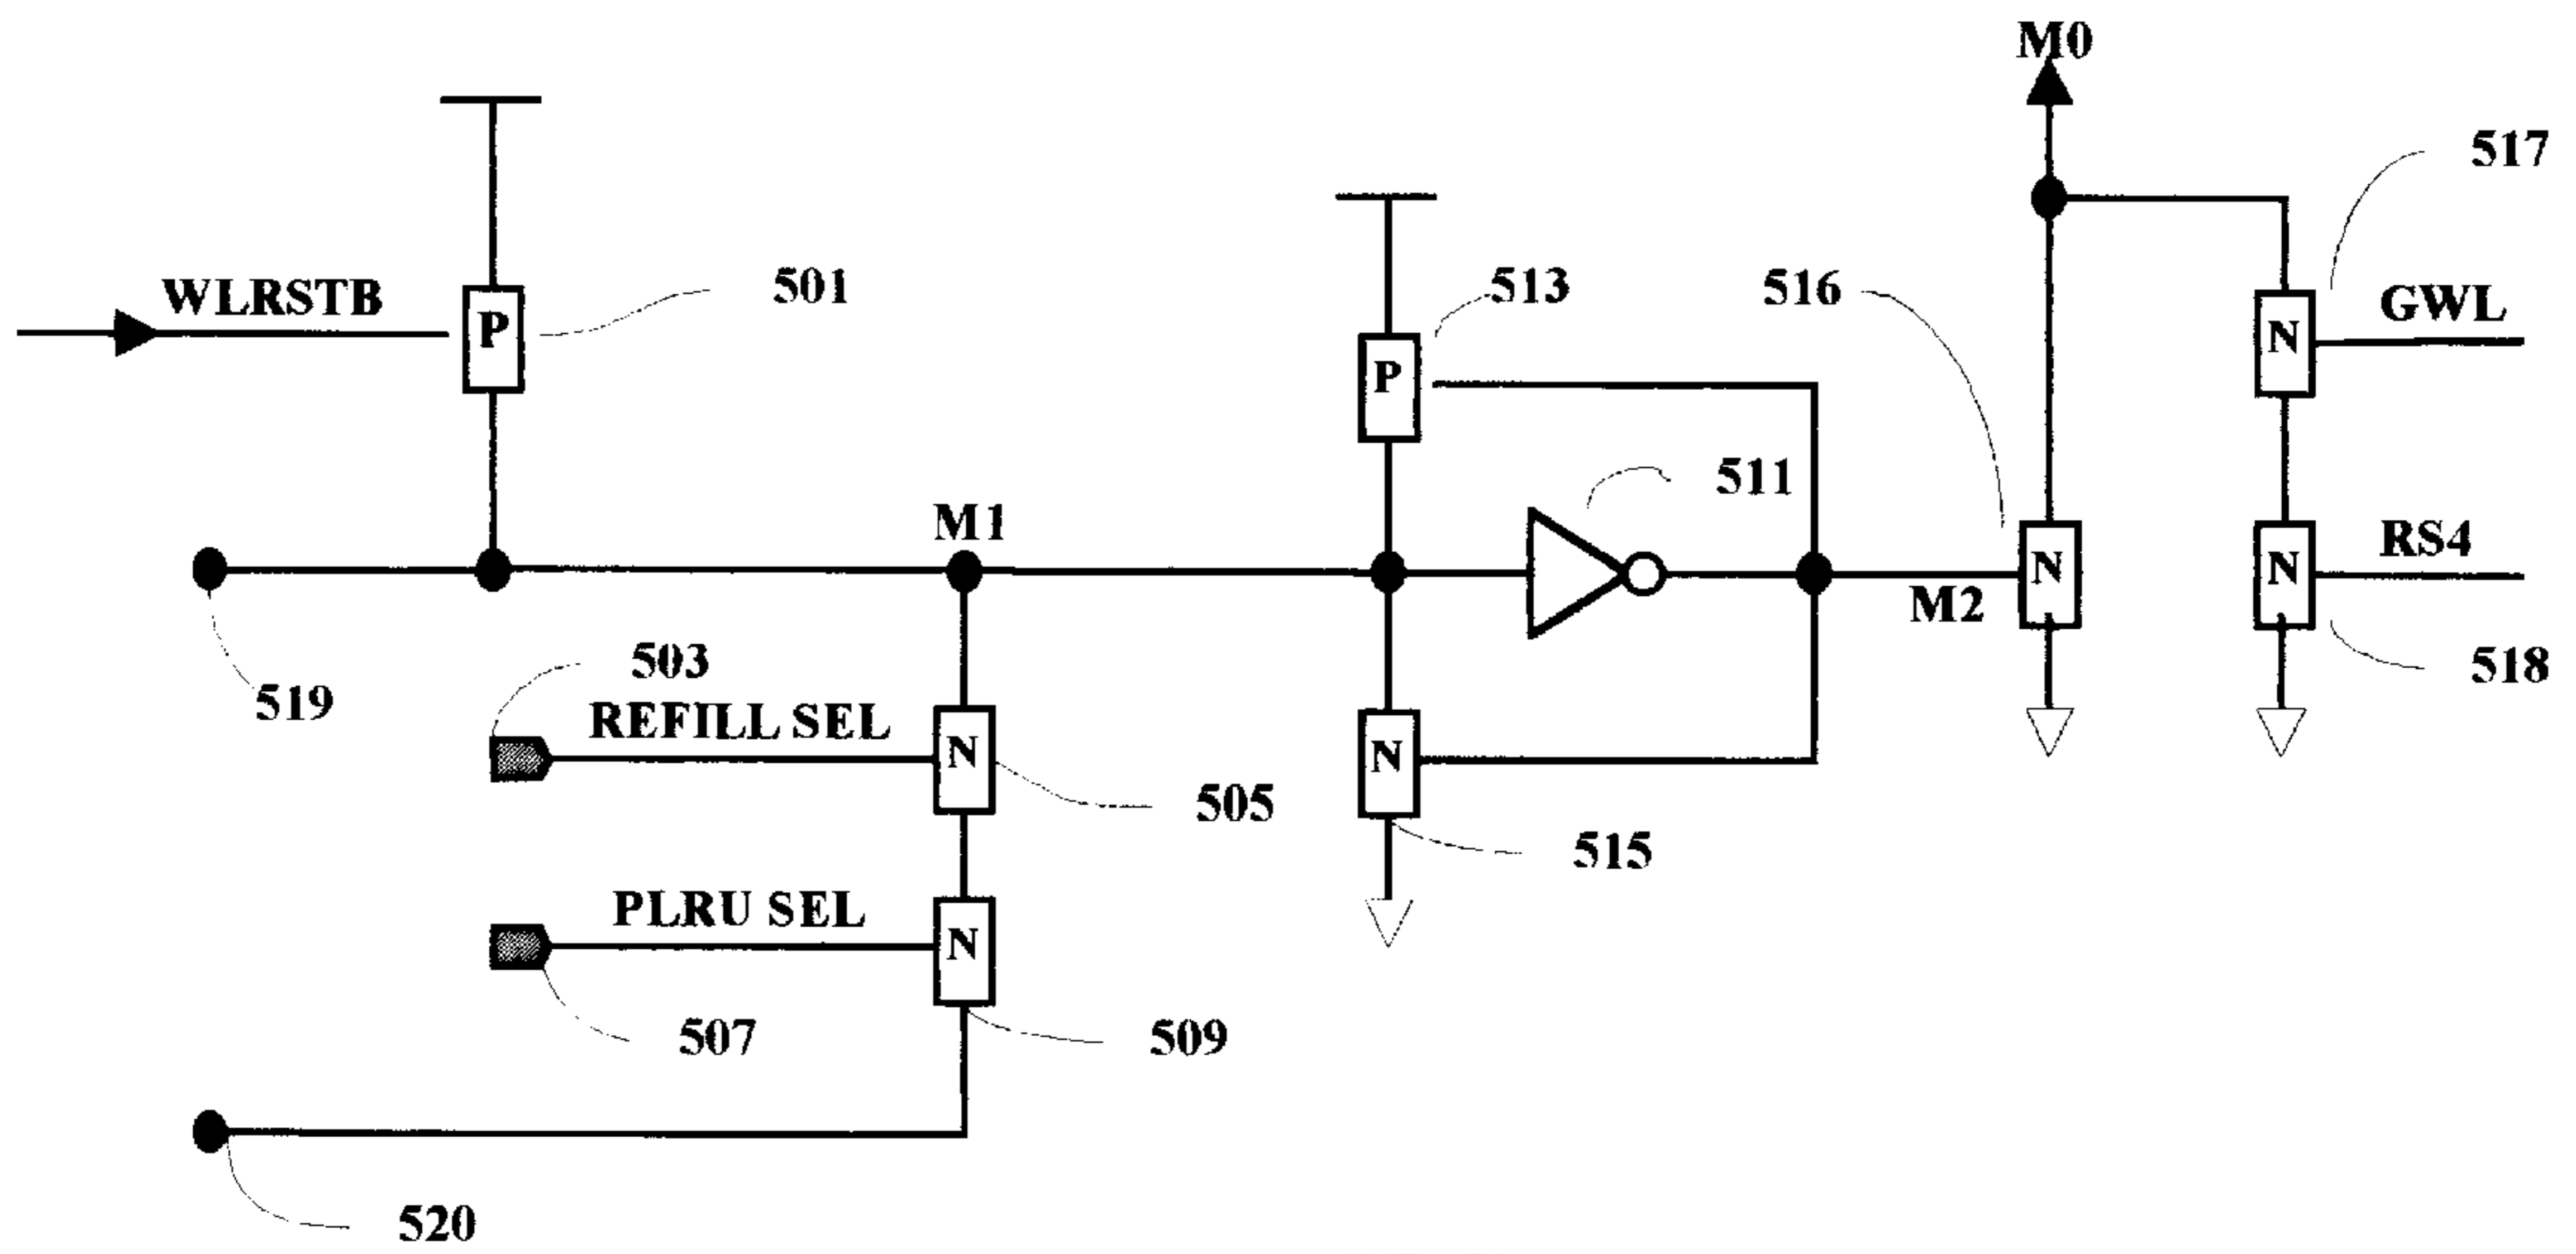 M0
517
WLRSTB
P
501
513
516
N
GWL
P
511
M1
M2
N
N
RS4
519
503
REFILL SEL
N
505
N
515
518
PLRU SEL
N
507
509
520